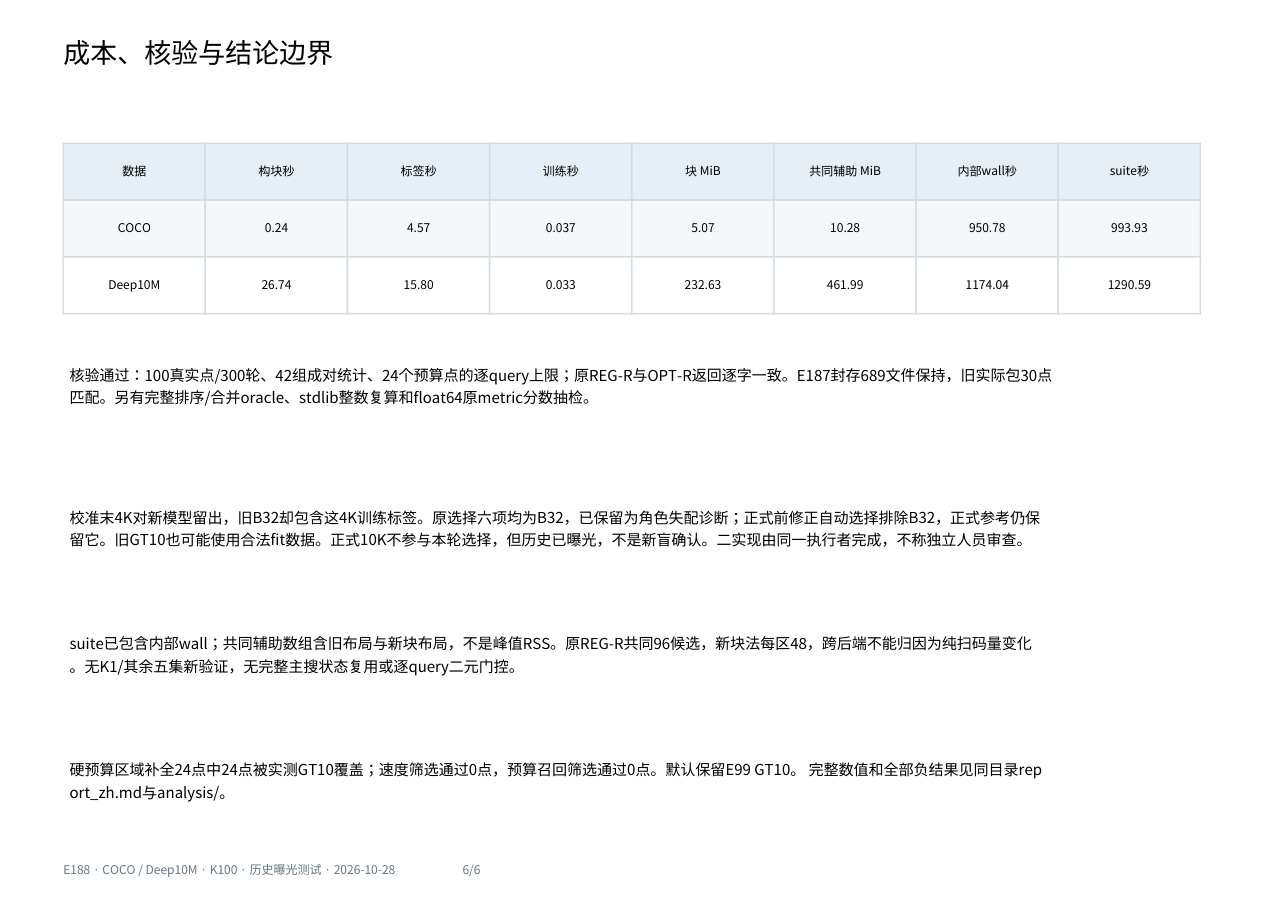 成本、核验与结论边界
数据 构块秒 标签秒 训练秒 块 MiB 共同辅助 MiB 内部wall秒 suite秒
COCO 0.24 4.57 0.037 5.07 10.28 950.78 993.93
Deep10M 26.74 15.80 0.033 232.63 461.99 1174.04 1290.59
核验通过：100真实点/300轮、42组成对统计、24个预算点的逐query上限；原REG-R与OPT-R返回逐字一致。E187封存689文件保持，旧实际包30点
匹配。另有完整排序/合并oracle、stdlib整数复算和float64原metric分数抽检。
校准末4K对新模型留出，旧B32却包含这4K训练标签。原选择六项均为B32，已保留为角色失配诊断；正式前修正自动选择排除B32，正式参考仍保
留它。旧GT10也可能使用合法fit数据。正式10K不参与本轮选择，但历史已曝光，不是新盲确认。二实现由同一执行者完成，不称独立人员审查。
suite已包含内部wall；共同辅助数组含旧布局与新块布局，不是峰值RSS。原REG-R共同96候选，新块法每区48，跨后端不能归因为纯扫码量变化
。无K1/其余五集新验证，无完整主搜状态复用或逐query二元门控。
硬预算区域补全24点中24点被实测GT10覆盖；速度筛选通过0点，预算召回筛选通过0点。默认保留E99 GT10。 完整数值和全部负结果见同目录rep
ort_zh.md与analysis/。
E188 · COCO / Deep10M · K100 · 历史曝光测试 · 2026-10-28 6/6